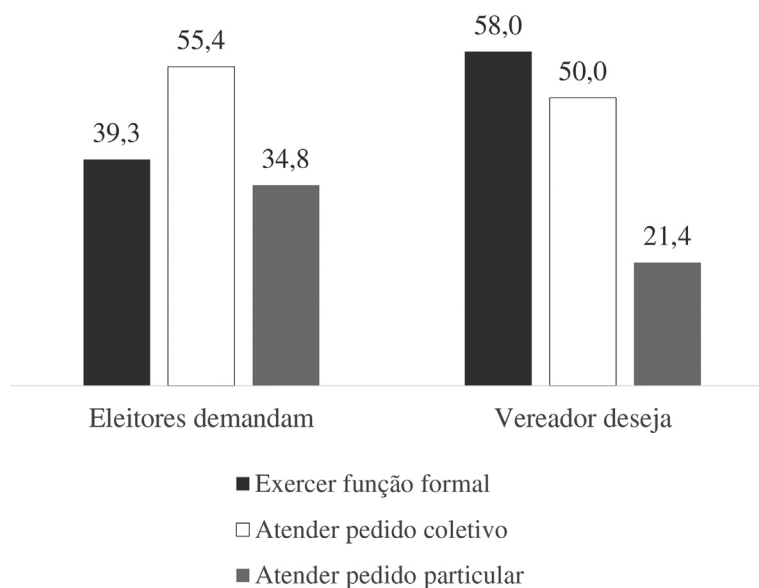 58,0
55,4
50,0
39,3
34,8
21,4
Eleitores demandam
Vereador deseja
Exercer função formal
Atender pedido coletivo
Atender pedido particular